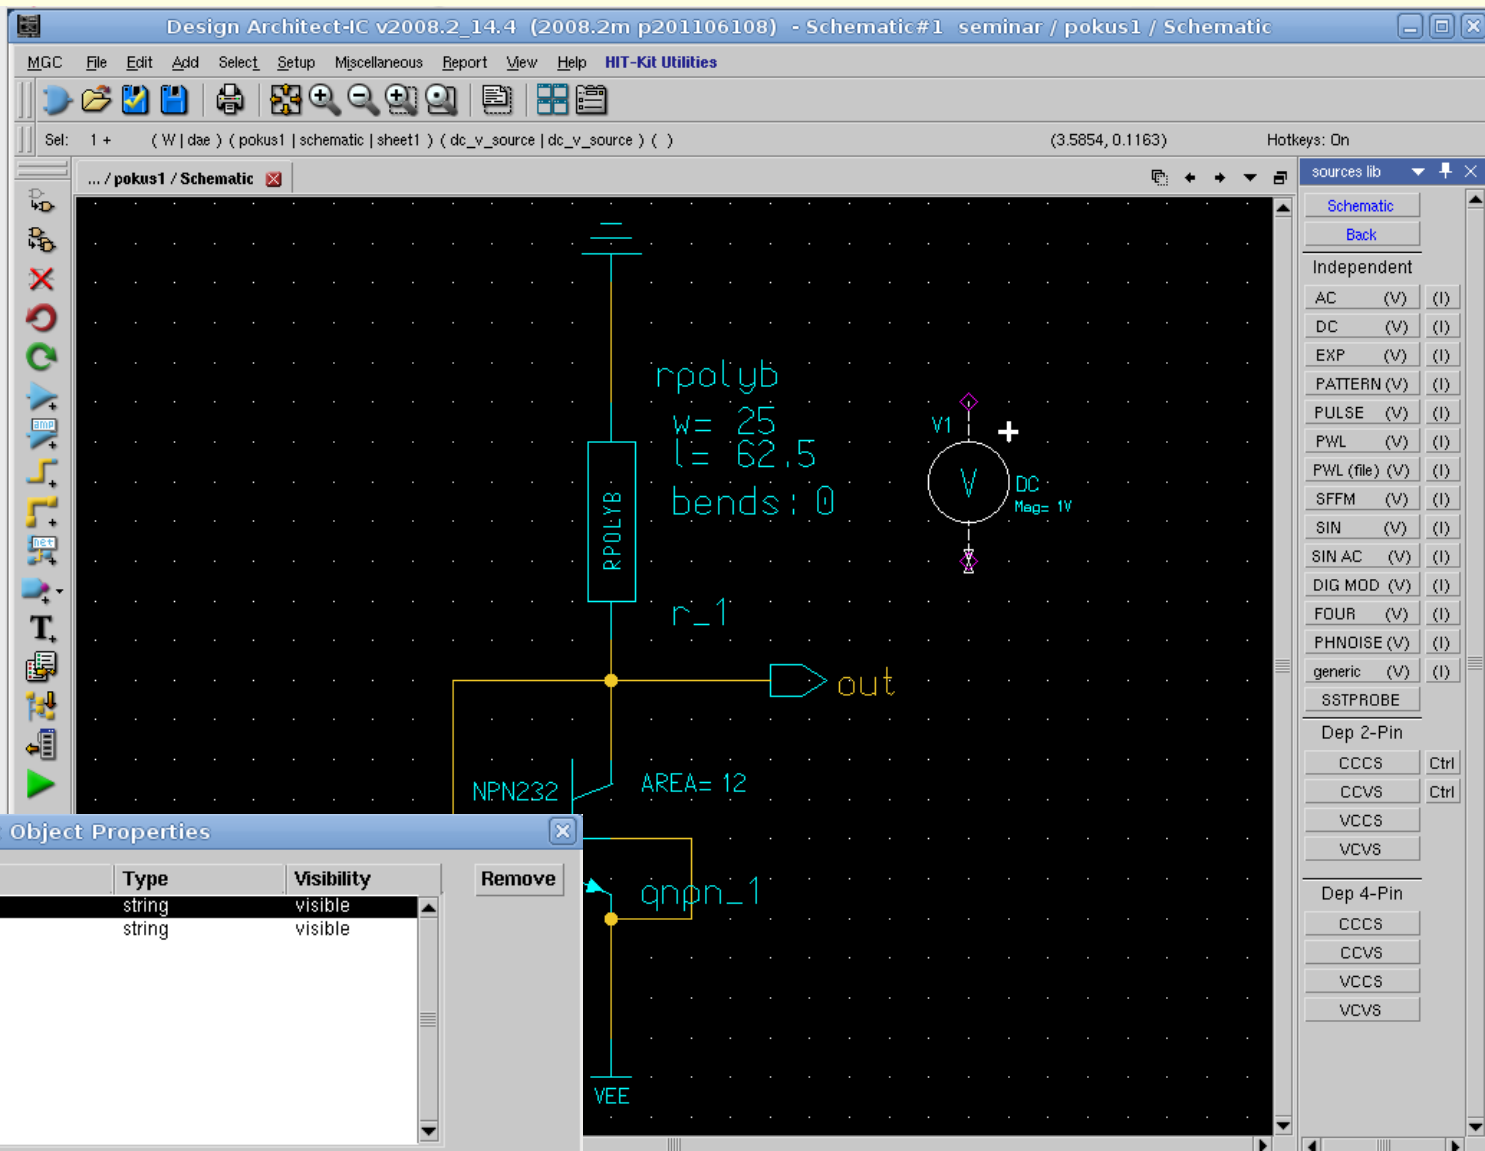 Design Architect-IC v2008.2_14.4 (2008.2m p201106108) - Schematic#1 seminar / pokus1 / Schematic
MGC File Edit Add Select Setup Miscellaneous Report View Help HIT-Kit Utilities
Sel: 1 + ( W | dae ) ( pokus1 | schematic | sheet1 ) ( dc_v_source | dc_v_source ) ( ) (3.5854, 0.1163) Hotkeys: On
... / pokus1 / Schematic
sources lib
Schematic
Back
Independent
AC (V) (I)
DC (V) (I)
EXP (V) (I)
PATTERN (V) (I)
PULSE (V) (I)
PWL (V) (I)
PWL (file) (V) (I)
SFFM (V) (I)
SIN (V) (I)
SIN AC (V) (I)
DIG MOD (V) (I)
FOUR (V) (I)
PHNOISE (V) (I)
generic (V) (I)
SSTPROBE
Dep 2-Pin
CCCS Ctrl
CCVS Ctrl
VCCS
VCVS
Dep 4-Pin
CCCS
CCVS
VCCS
VCVS
amp
net
T
rpolyb
w= 25
l= 62.5
bends: 0
RPOLYB
r_1
V1
V
DC
Mag= 1V
out
NPN232
AREA= 12
qnpn_1
VEE
Object Properties
Type Visibility Remove
string visible
string visible